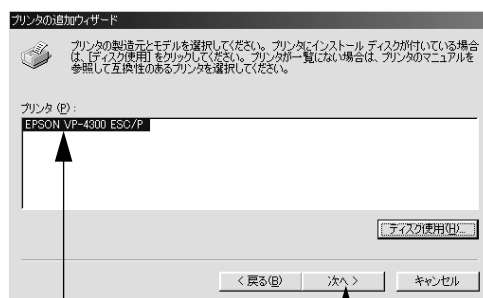 プリンタの追加ウィザード
プリンタの製造元とモデルを選択してください。プリンタにインストール ディスクが付いている場合
は、[ディスク使用] をクリックしてください。プリンタが一覧にない場合は、プリンタのマニュアルを
参照して互換性のあるプリンタを選択してください。
プリンタ (P) :
EPSON VP-4300 ESC/P
ディスク使用(H)...
< 戻る(B)
次へ >
キャンセル